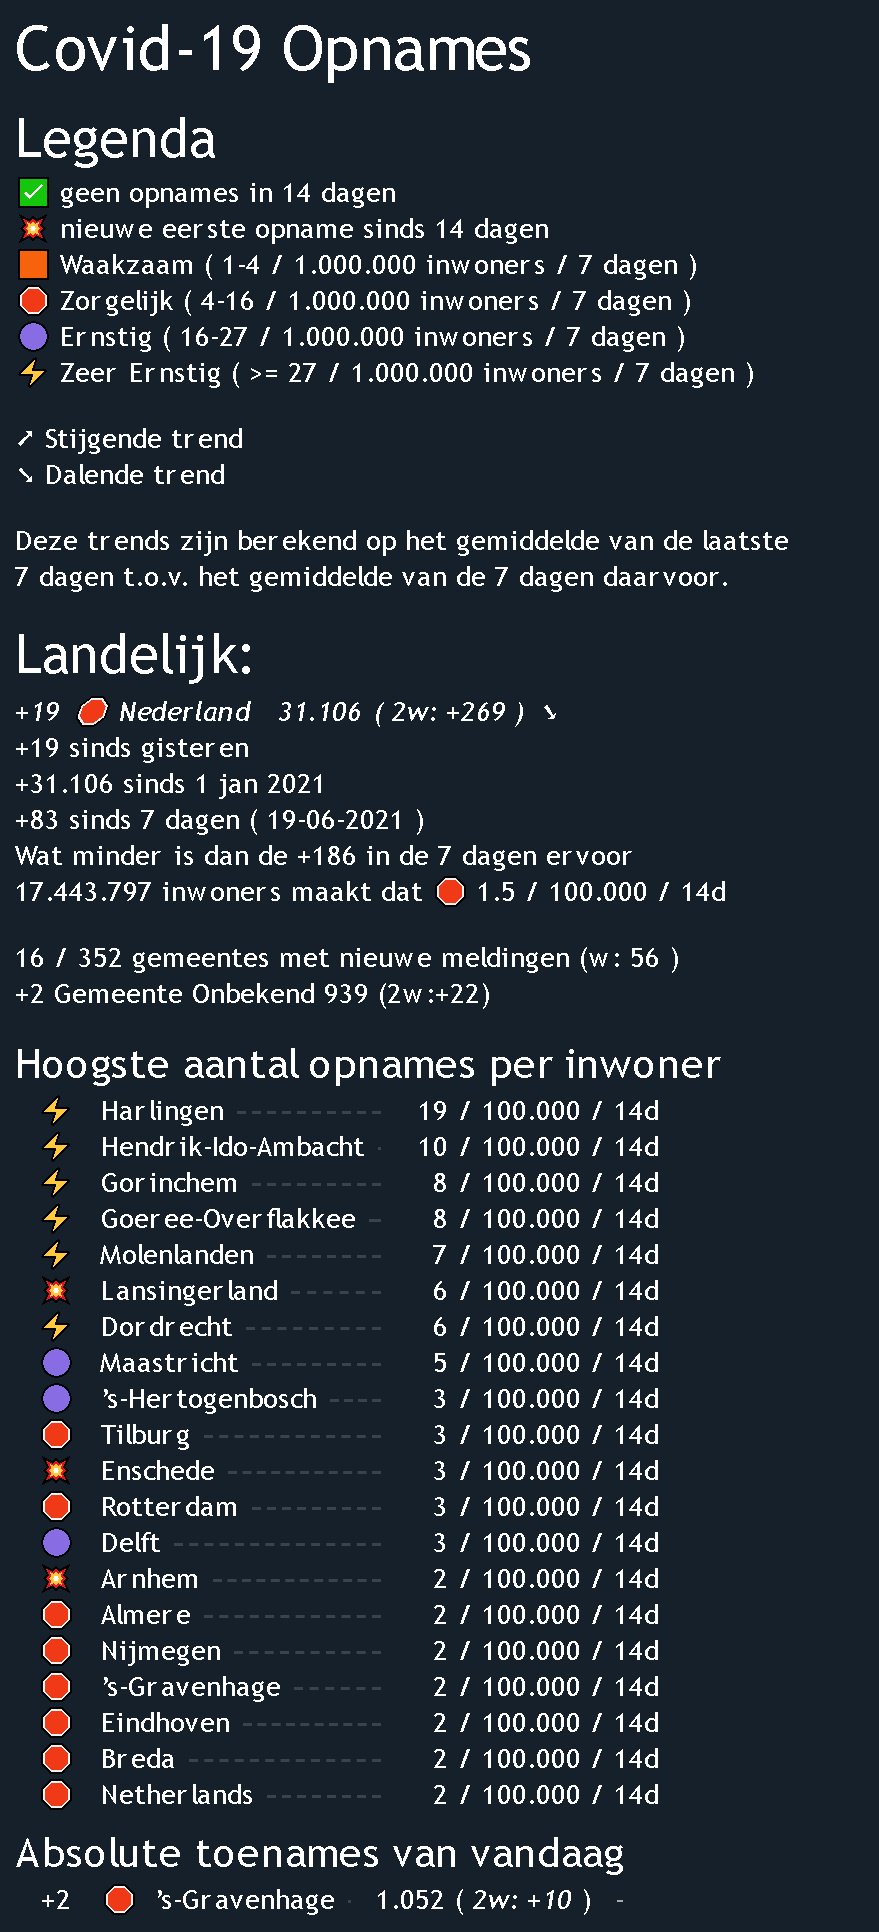 Covid-19 Opnames
Legenda
✅ geen opnames in 14 dagen
💥 nieuwe eerste opname sinds 14 dagen
🟧 Waakzaam ( 1-4 / 1.000.000 inwoners / 7 dagen )
🛑 Zorgelijk ( 4-16 / 1.000.000 inwoners / 7 dagen )
🟣 Ernstig ( 16-27 / 1.000.000 inwoners / 7 dagen )
⚡ Zeer Ernstig ( >= 27 / 1.000.000 inwoners / 7 dagen )
➚ Stijgende trend
➘ Dalende trend
Deze trends zijn berekend op het gemiddelde van de laatste
7 dagen t.o.v. het gemiddelde van de 7 dagen daarvoor.
Landelijk:
+19 🛑 Nederland 31.106 ( 2w: +269 ) ➘
+19 sinds gisteren
+31.106 sinds 1 jan 2021
+83 sinds 7 dagen ( 19-06-2021 )
Wat minder is dan de +186 in de 7 dagen ervoor
17.443.797 inwoners maakt dat 🛑 1.5 / 100.000 / 14d
16 / 352 gemeentes met nieuwe meldingen (w: 56 )
+2 Gemeente Onbekend 939 (2w:+22)
Hoogste aantal opnames per inwoner
⚡ Harlingen ---------- 19 / 100.000 / 14d
⚡ Hendrik-Ido-Ambacht · 10 / 100.000 / 14d
⚡ Gorinchem --------- 8 / 100.000 / 14d
⚡ Goeree-Overflakkee - 8 / 100.000 / 14d
⚡ Molenlanden -------- 7 / 100.000 / 14d
💥 Lansingerland ------ 6 / 100.000 / 14d
⚡ Dordrecht --------- 6 / 100.000 / 14d
🟣 Maastricht --------- 5 / 100.000 / 14d
🟣 's-Hertogenbosch ---- 3 / 100.000 / 14d
🛑 Tilburg ------------ 3 / 100.000 / 14d
💥 Enschede ----------- 3 / 100.000 / 14d
🛑 Rotterdam --------- 3 / 100.000 / 14d
🟣 Delft -------------- 3 / 100.000 / 14d
💥 Arnhem ------------ 2 / 100.000 / 14d
🛑 Almere ------------ 2 / 100.000 / 14d
🛑 Nijmegen ---------- 2 / 100.000 / 14d
🛑 's-Gravenhage ------ 2 / 100.000 / 14d
🛑 Eindhoven ---------- 2 / 100.000 / 14d
🛑 Breda ------------- 2 / 100.000 / 14d
🛑 Netherlands -------- 2 / 100.000 / 14d
Absolute toenames van vandaag
+2 🛑 's-Gravenhage · 1.052 ( 2w: +10 ) -